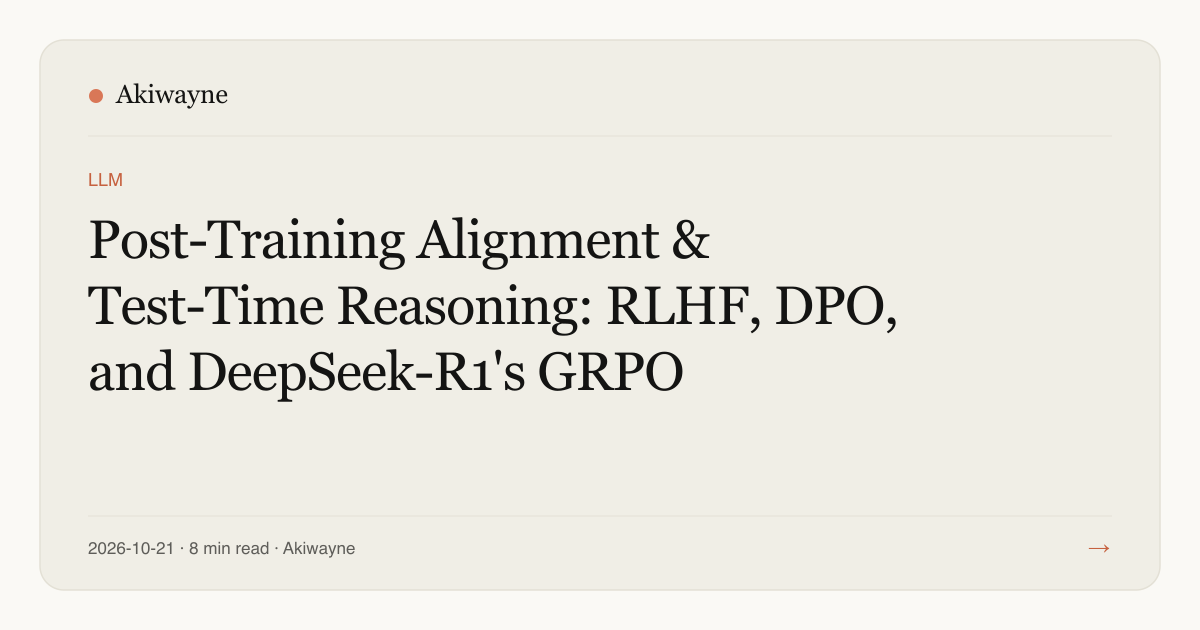 Akiwayne
LLM
Post-Training Alignment &
Test-Time Reasoning: RLHF, DPO,
and DeepSeek-R1's GRPO
2026-10-21 · 8 min read · Akiwayne
→